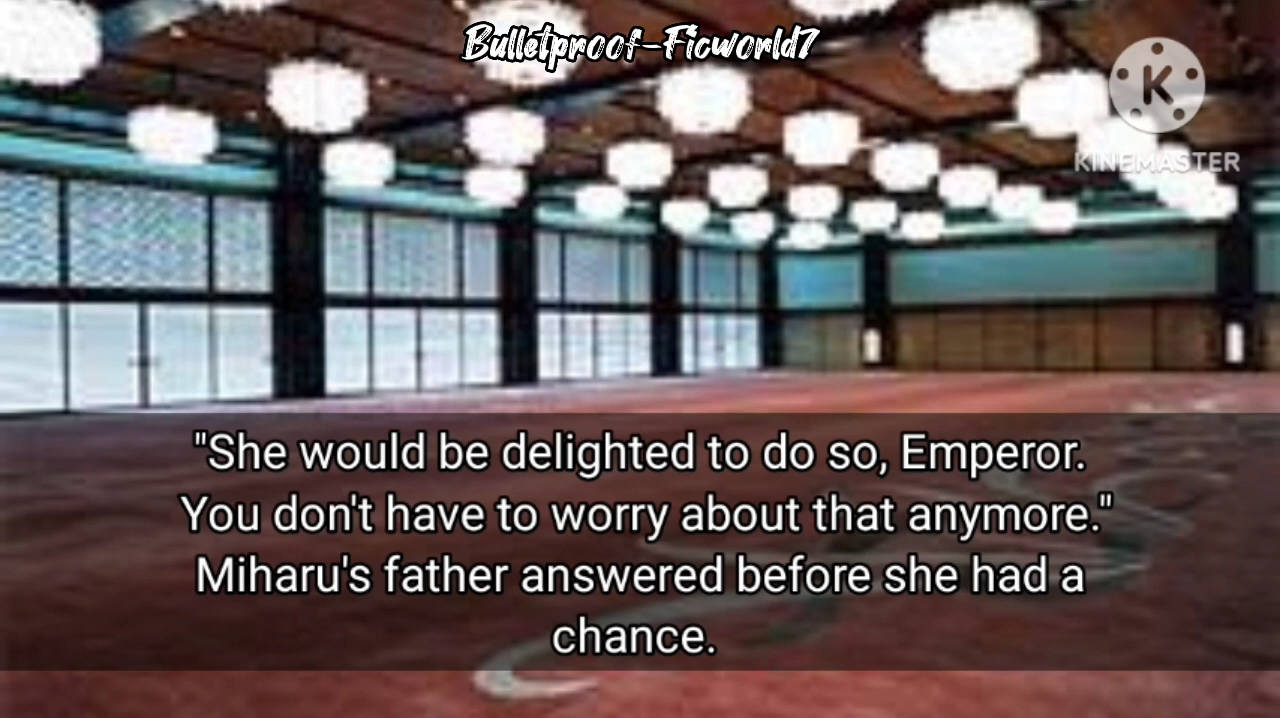 Bulletproof-Ficworld7
K
KINEMASTER
"She would be delighted to do so, Emperor.
You don't have to worry about that anymore."
Miharu's father answered before she had a
chance.